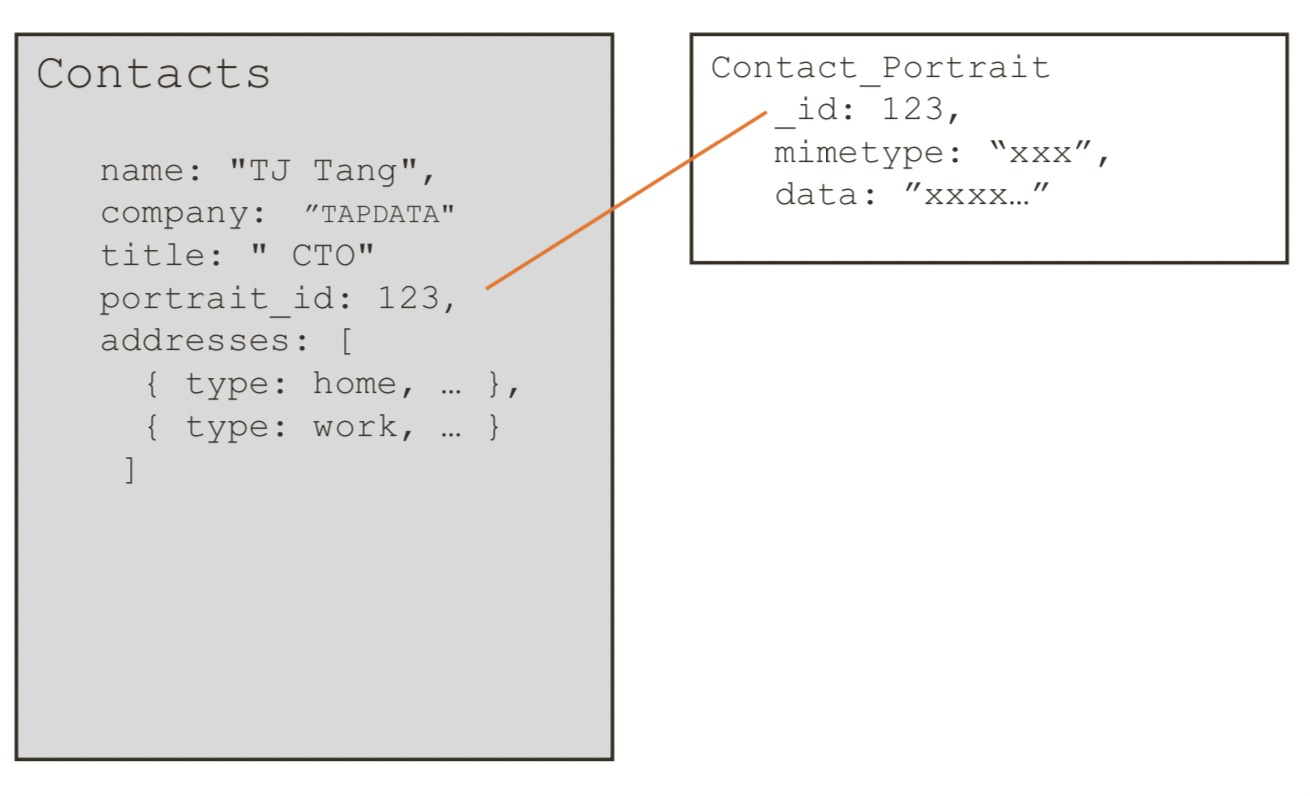 Contacts
name: "TJ Tang",
company: ”TAPDATA"
title: " CTO"
portrait_id: 123,
addresses: [
{ type: home, … },
{ type: work, … }
]
Contact_Portrait
_id: 123,
mimetype: “xxx”,
data: ”xxxx…”